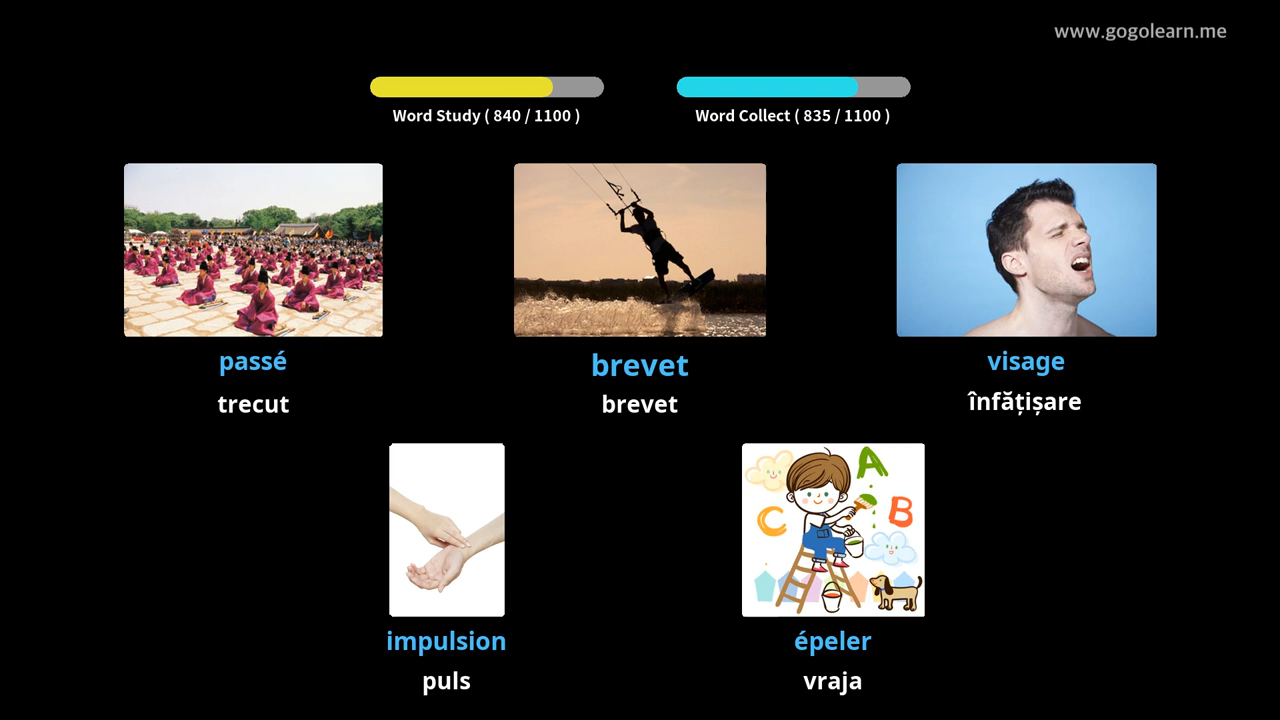 www.gogolearn.me
Word Study ( 840 / 1100 )
Word Collect ( 835 / 1100 )
passé
brevet
visage
trecut
brevet
înfățișare
A
B
C
impulsion
épeler
puls
vraja